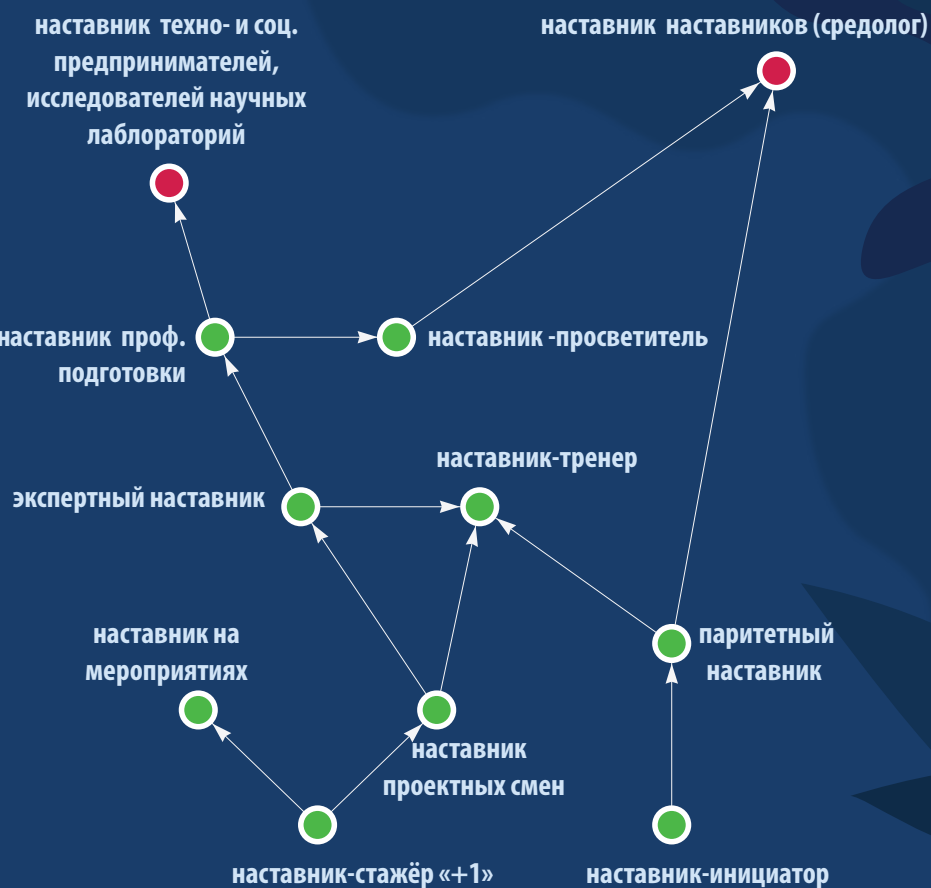 наставник техно- и соц.
предпринимателей,
исследователей научных
лаблораторий
наставник наставников (средолог)
наставник проф.
подготовки
наставник -просветитель
наставник-тренер
экспертный наставник
наставник на
мероприятиях
паритетный
наставник
наставник
проектных смен
наставник-стажёр «+1»
наставник-инициатор